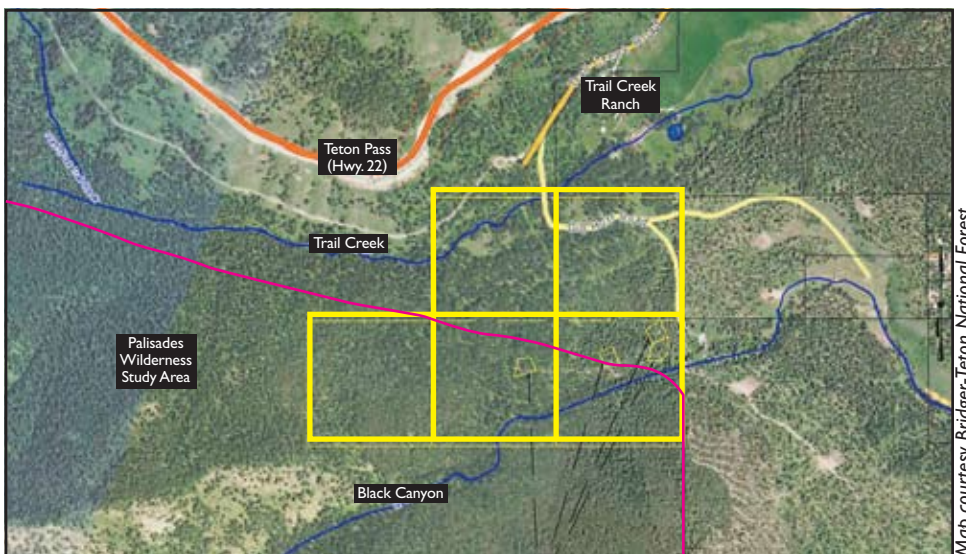 Trail Creek
Ranch
Teton Pass
(Hwy. 22)
Trail Creek
Palisades
Wilderness
Study Area
Black Canyon
Map courtesy Bridger-Teton National Forest